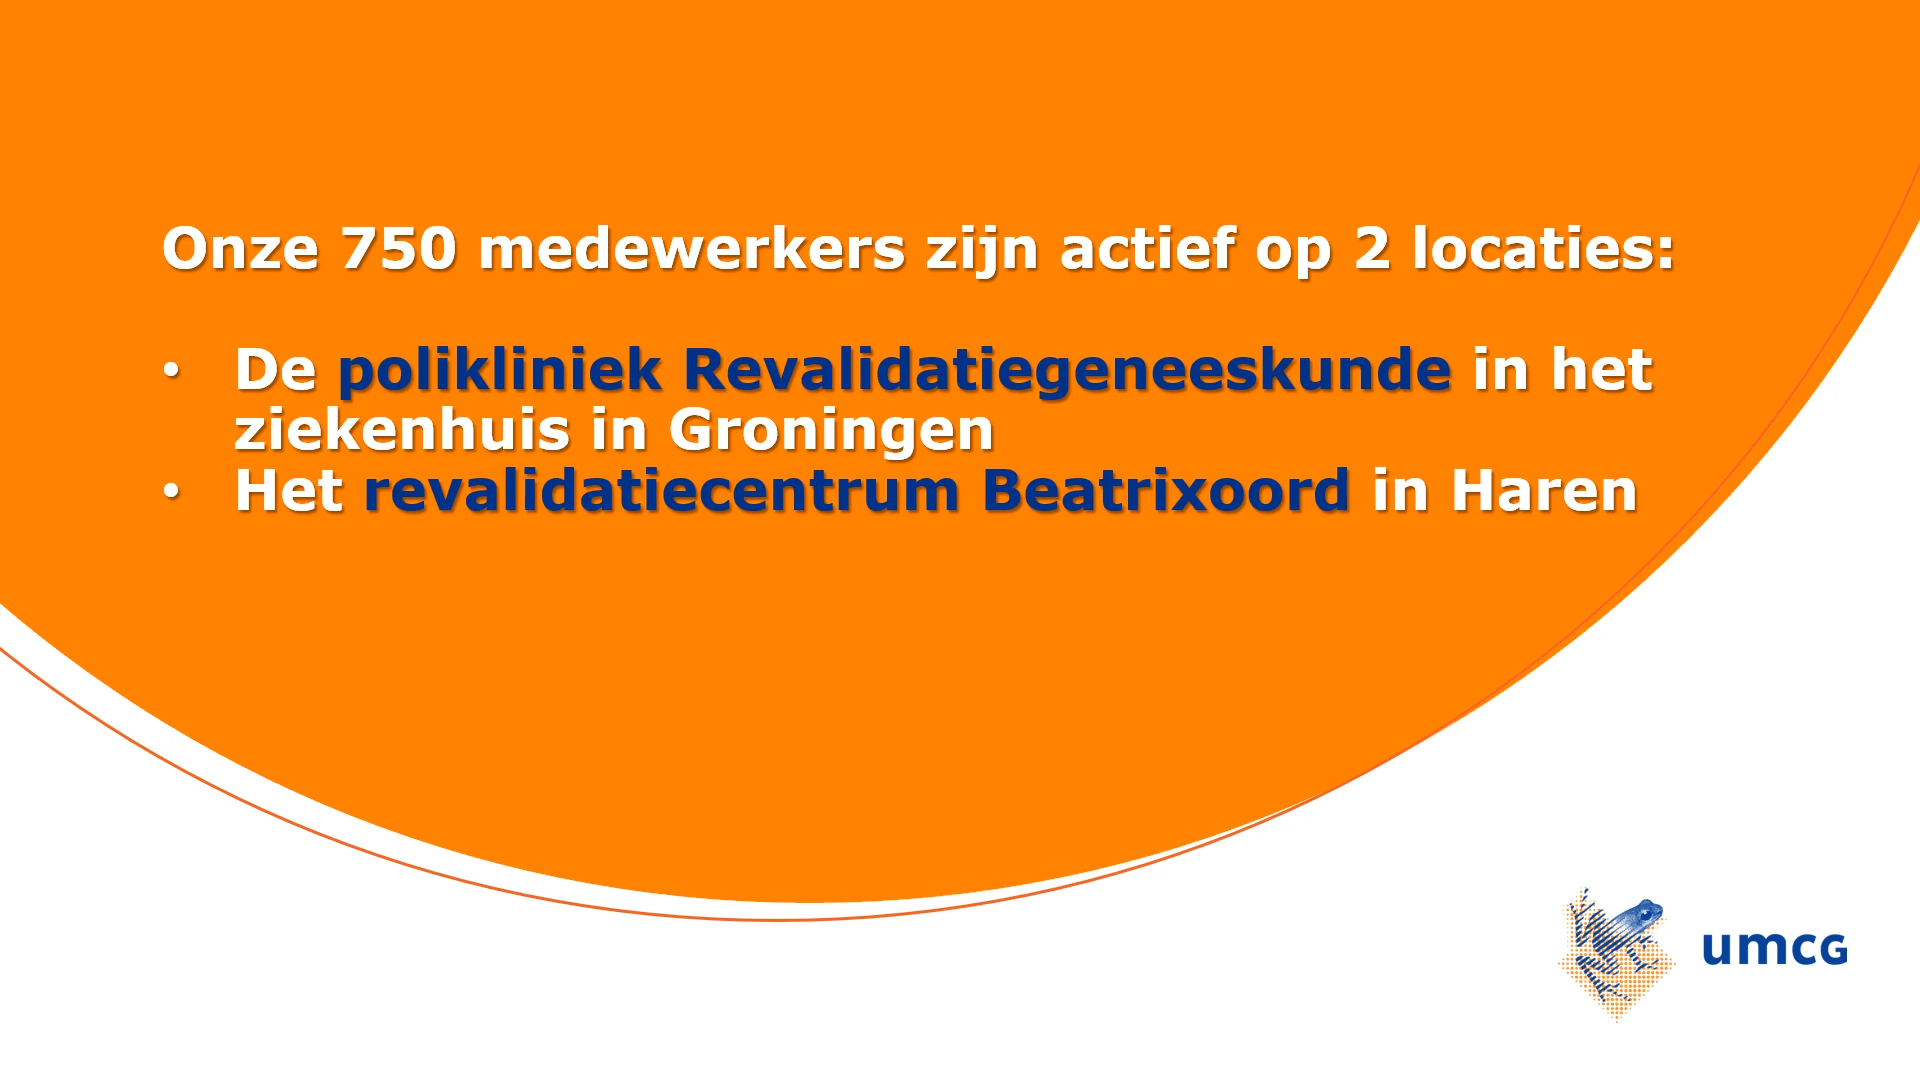 Onze 750 medewerkers zijn actief op 2 locaties:
• De polikliniek Revalidatiegeneeskunde in het
ziekenhuis in Groningen
• Het revalidatiecentrum Beatrixoord in Haren
umcG